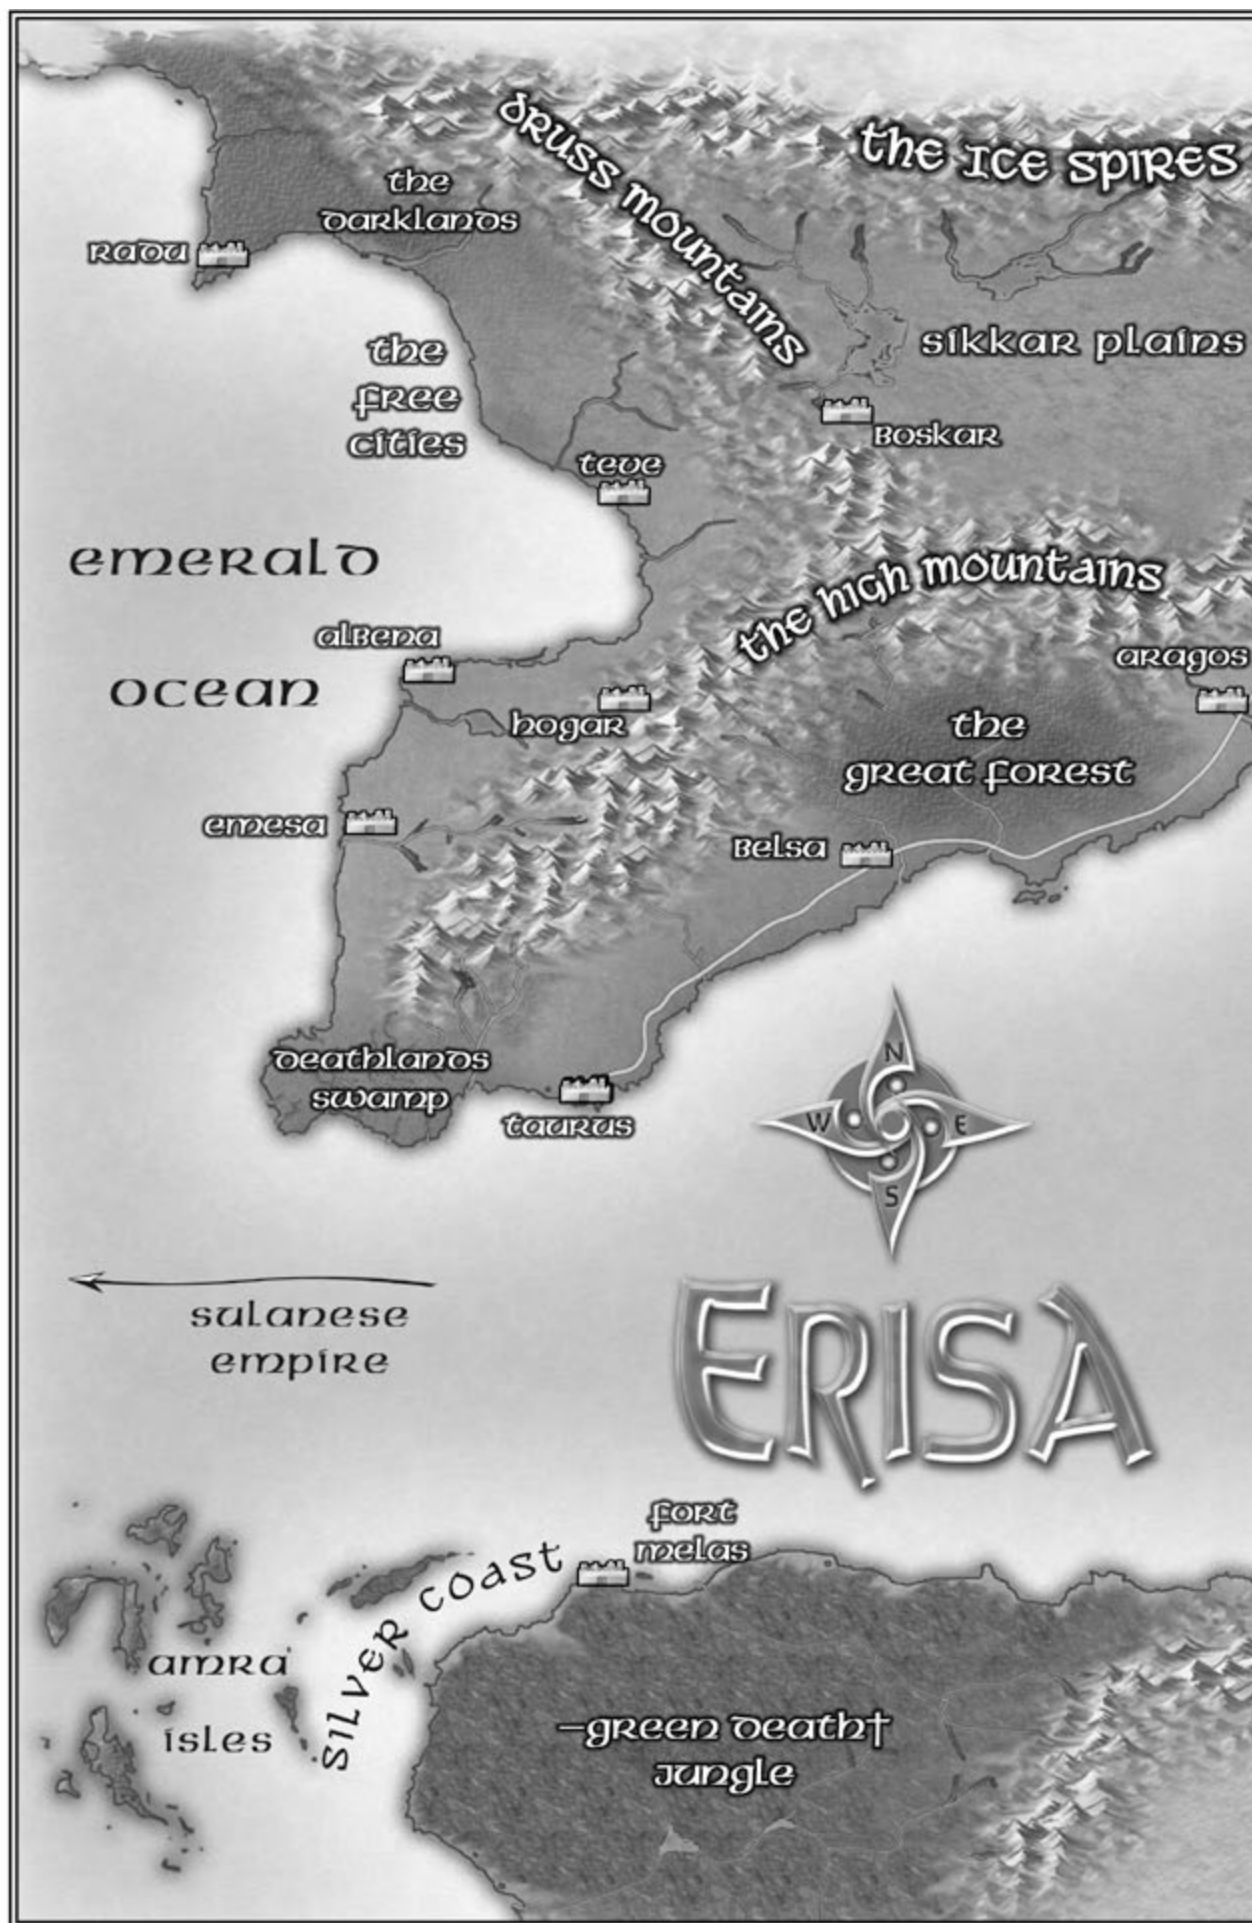 Druss Mountains
the Ice Spires
the
Darklands
Radu
the
Free
Cities
Sikkar Plains
Boskar
Teve
Emerald
Ocean
the High Mountains
Albena
Aragos
Hogar
the
Great Forest
Emesa
Belsa
Deathlands
Swamp
Taurus
N
W
E
S
Sulanese
Empire
ERISA
Fort
Melas
Silver Coast
Amra
Isles
–Green Death†
Jungle